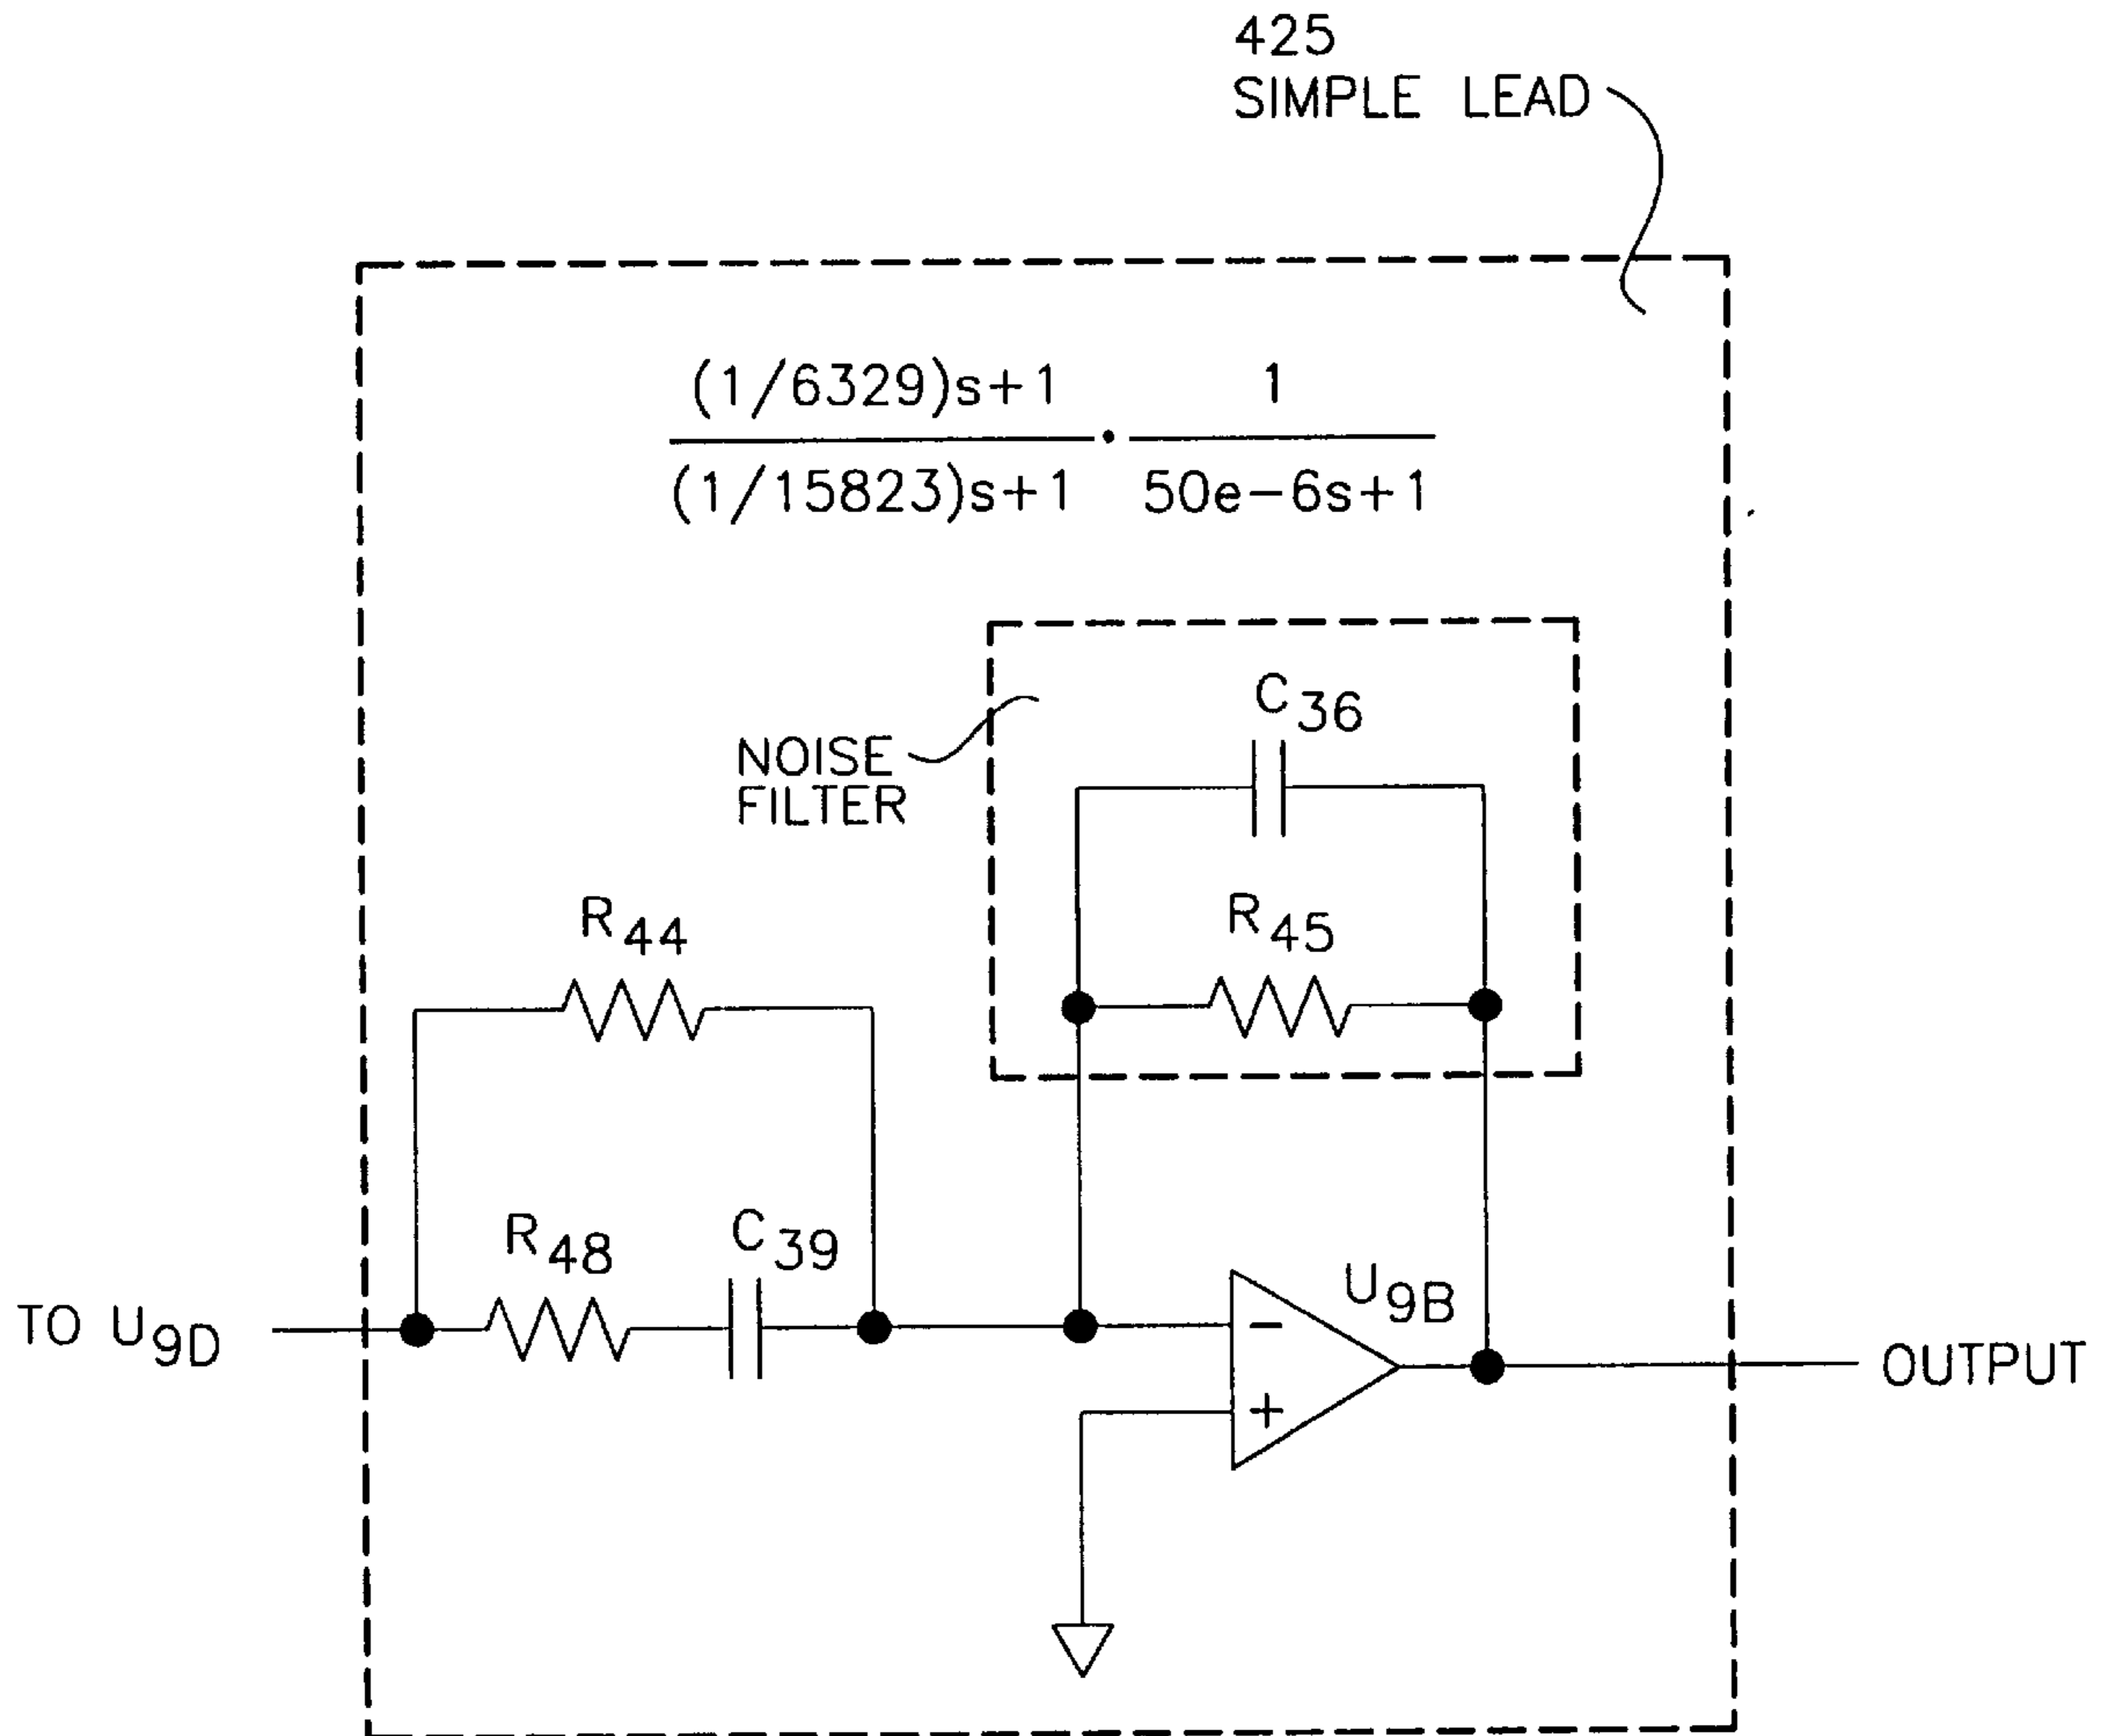 425
SIMPLE LEAD
(1/6329)s+1 1
(1/15823)s+1 · 50e-6s+1
NOISE
FILTER
C36
R44
R45
R48
C39
U9B
TO U9D
-
+
OUTPUT